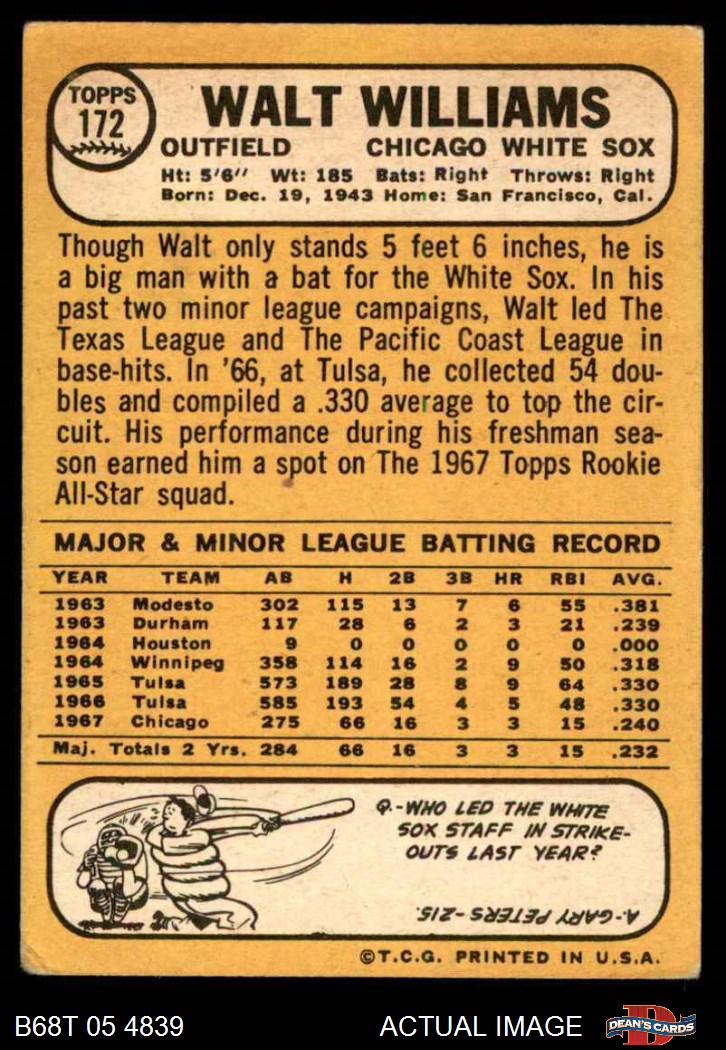 TOPPS
172
WALT WILLIAMS
OUTFIELD CHICAGO WHITE SOX
Ht: 5'6" Wt: 185 Bats: Right Throws: Right
Born: Dec. 19, 1943 Home: San Francisco, Cal.
Though Walt only stands 5 feet 6 inches, he is
a big man with a bat for the White Sox. In his
past two minor league campaigns, Walt led The
Texas League and The Pacific Coast League in
base-hits. In '66, at Tulsa, he collected 54 dou-
bles and compiled a .330 average to top the cir-
cuit. His performance during his freshman sea-
son earned him a spot on The 1967 Topps Rookie
All-Star squad.
MAJOR & MINOR LEAGUE BATTING RECORD
YEAR TEAM AB H 2B 3B HR RBI AVG.
1963 Modesto 302 115 13 7 6 55 .381
1963 Durham 117 28 6 2 3 21 .239
1964 Houston 9 0 0 0 0 0 .000
1964 Winnipeg 358 114 16 2 9 50 .318
1965 Tulsa 573 189 28 8 9 64 .330
1966 Tulsa 585 193 54 4 5 48 .330
1967 Chicago 275 66 16 3 3 15 .240
Maj. Totals 2 Yrs. 284 66 16 3 3 15 .232
Q.-WHO LED THE WHITE
SOX STAFF IN STRIKE-
OUTS LAST YEAR?
A.-GARY PETERS-215.
©T.C.G. PRINTED IN U.S.A.
B68T 05 4839 ACTUAL IMAGE
D
DEAN'S CARDS